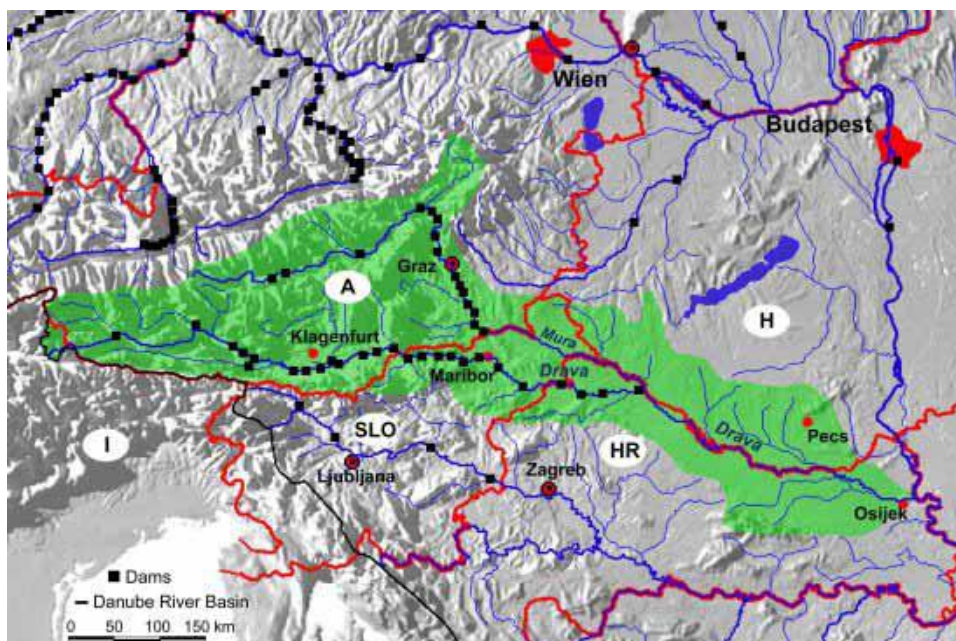 Wien
Budapest
Graz
A
H
Klagenfurt
Mura
Maribor
Drava
SLO
Drava
Pecs
I
HR
Ljubljana
Zagreb
Osijek
Dams
Danube River Basin
0 50 100 150 km